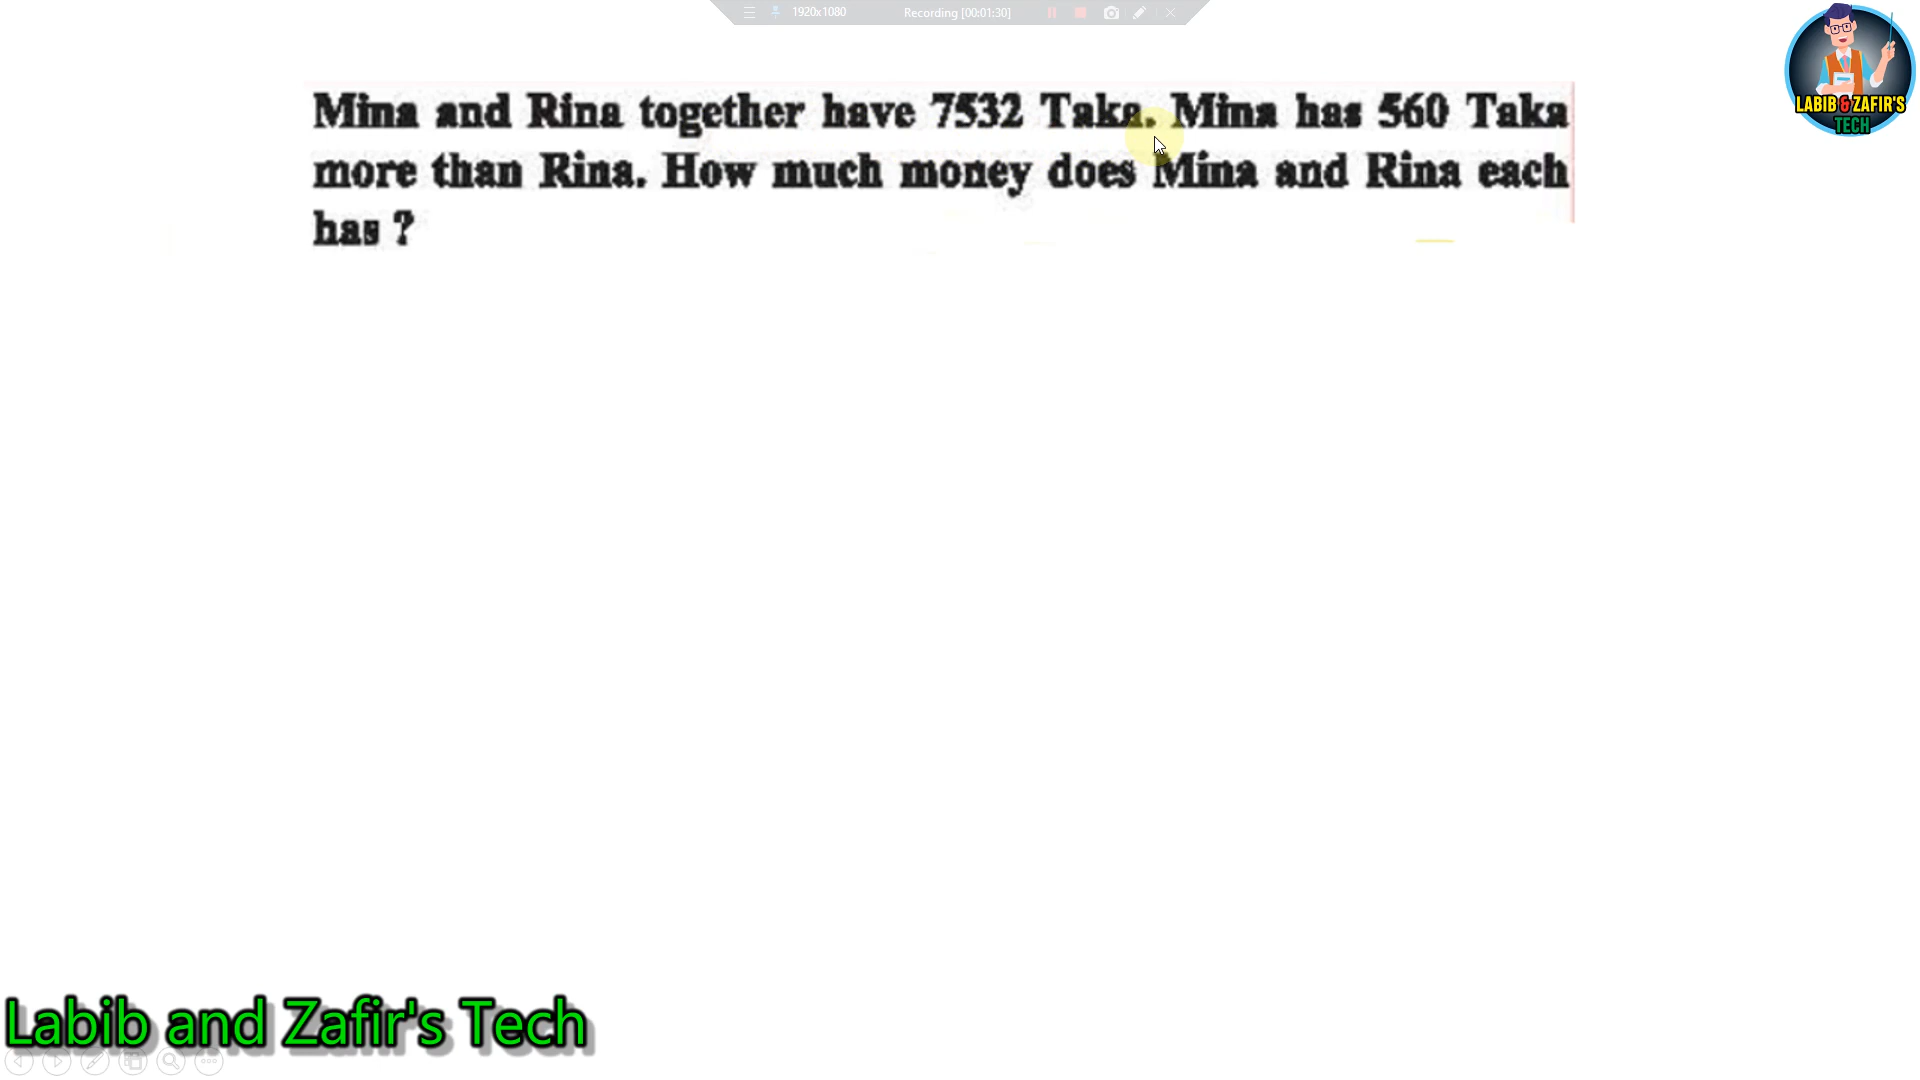 1920x1080 Recording [00:01:30]
LABIB & ZAFIR'S
TECH
Mina and Rina together have 7532 Taka. Mina has 560 Taka
more than Rina. How much money does Mina and Rina each
has ?
Labib and Zafir's Tech